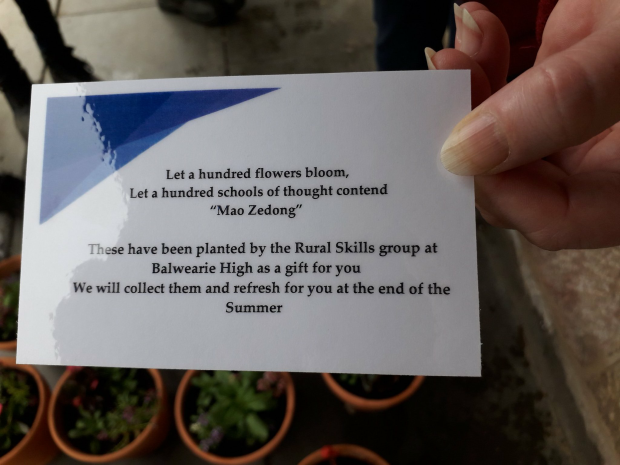 Let a hundred flowers bloom,
Let a hundred schools of thought contend
“Mao Zedong”
These have been planted by the Rural Skills group at
Balwearie High as a gift for you
We will collect them and refresh for you at the end of the
Summer